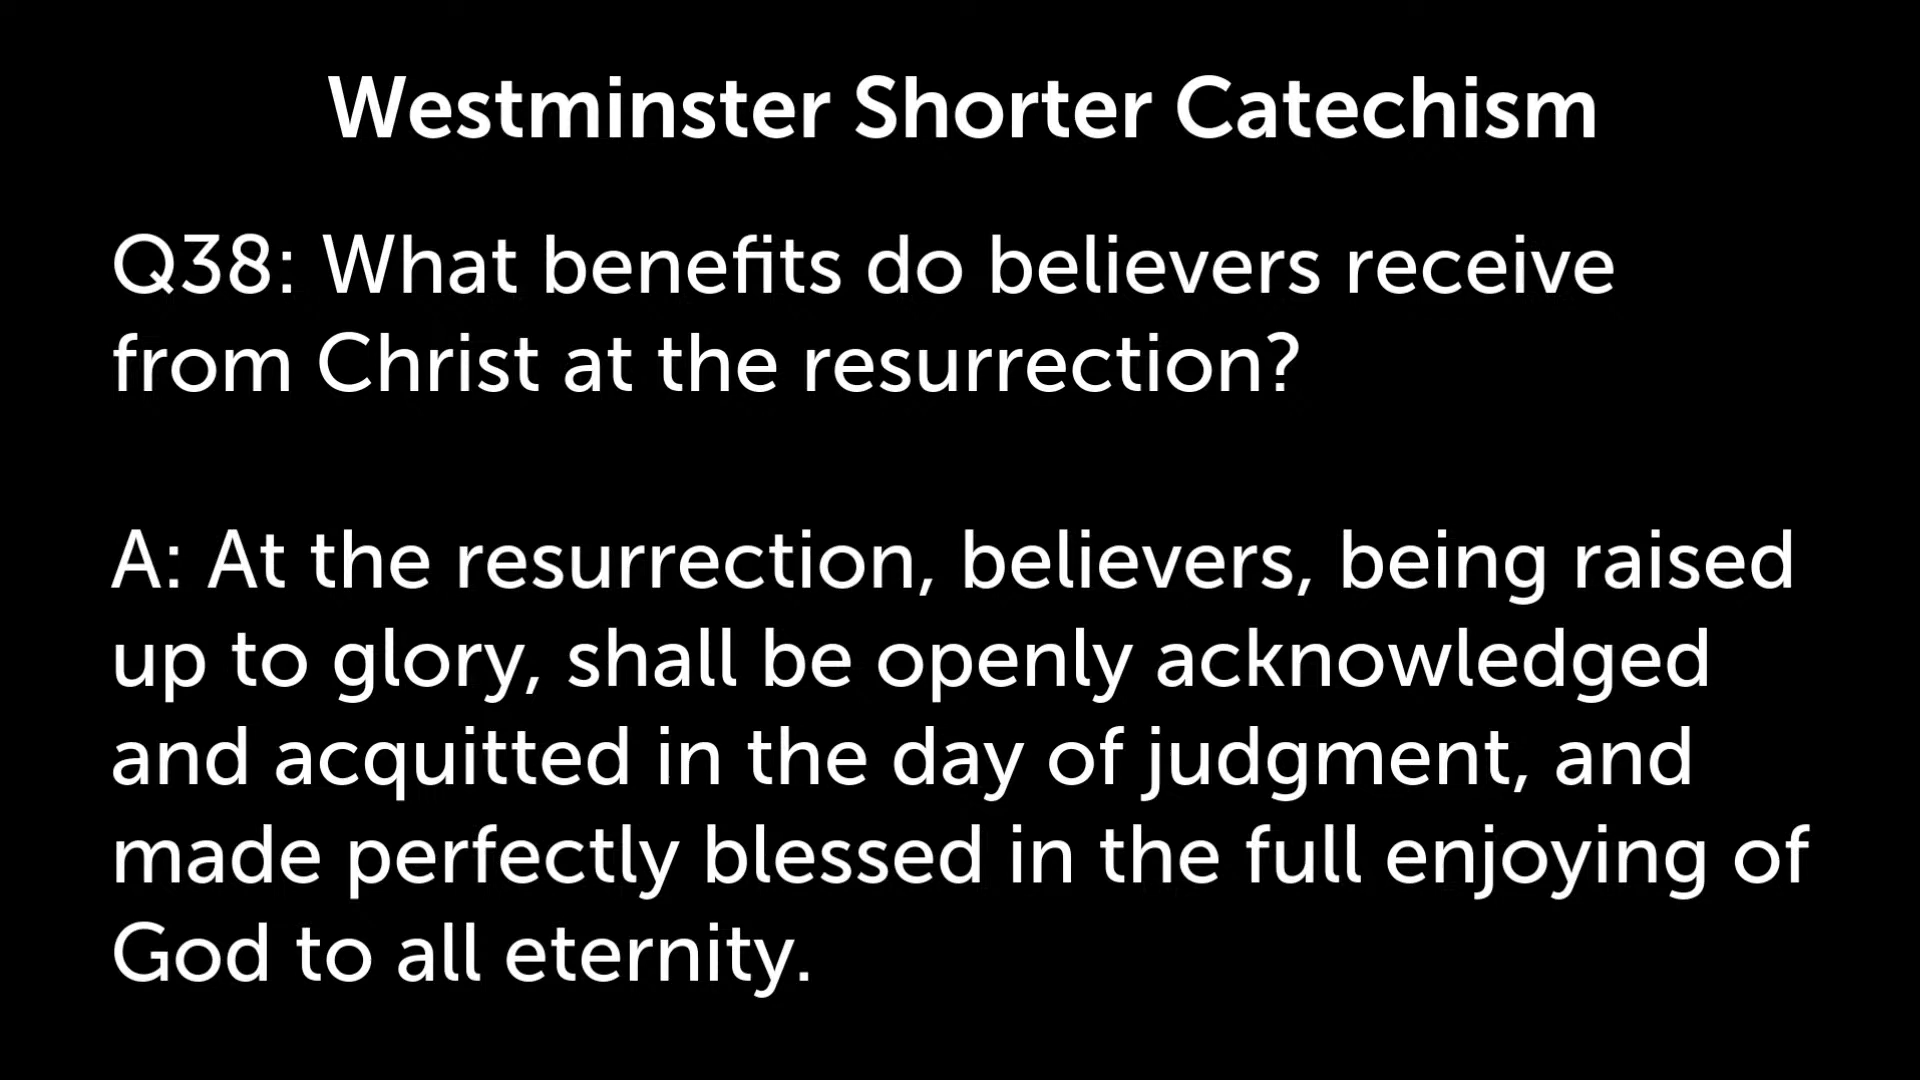 Westminster Shorter Catechism
Q38: What benefits do believers receive
from Christ at the resurrection?
A: At the resurrection, believers, being raised
up to glory, shall be openly acknowledged
and acquitted in the day of judgment, and
made perfectly blessed in the full enjoying of
God to all eternity.